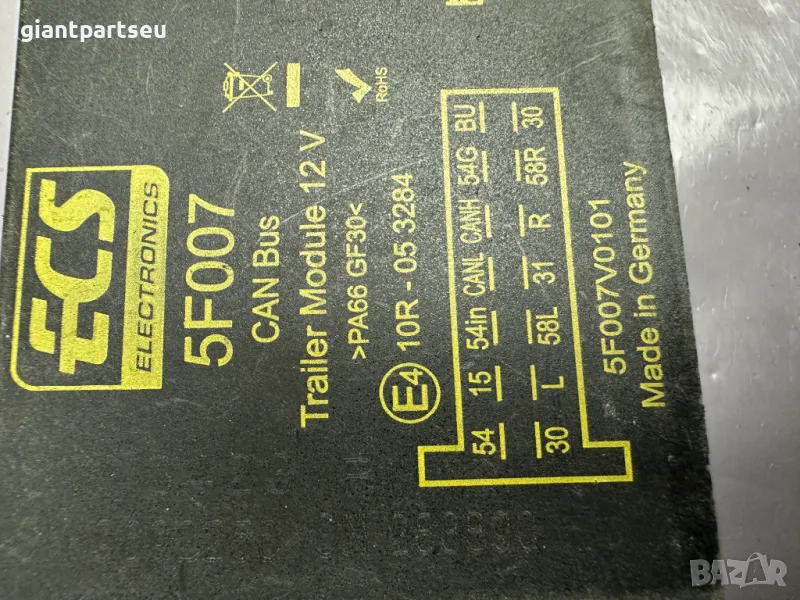 giantpartseu
ECS
ELECTRONICS
5F007
CAN Bus
Trailer Module 12 V
>PA66 GF30<
RoHS
E4 10R - 05 3284
54 15 54in CANL CANH 54G BU
30 L 58L 31 R 58R 30
5F007V0101
Made in Germany
BAZAR